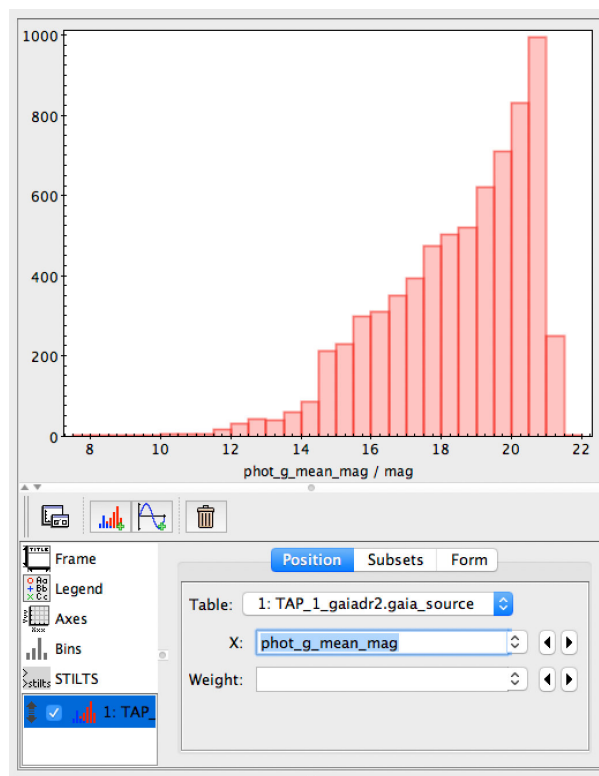 1000
800
600
400
200
0
8 10 12 14 16 18 20 22
phot_g_mean_mag / mag
Frame
Legend
Axes
Bins
STILTS
1: TAP_
Position Subsets Form
Table: 1: TAP_1_gaiadr2.gaia_source
X: phot_g_mean_mag
Weight: